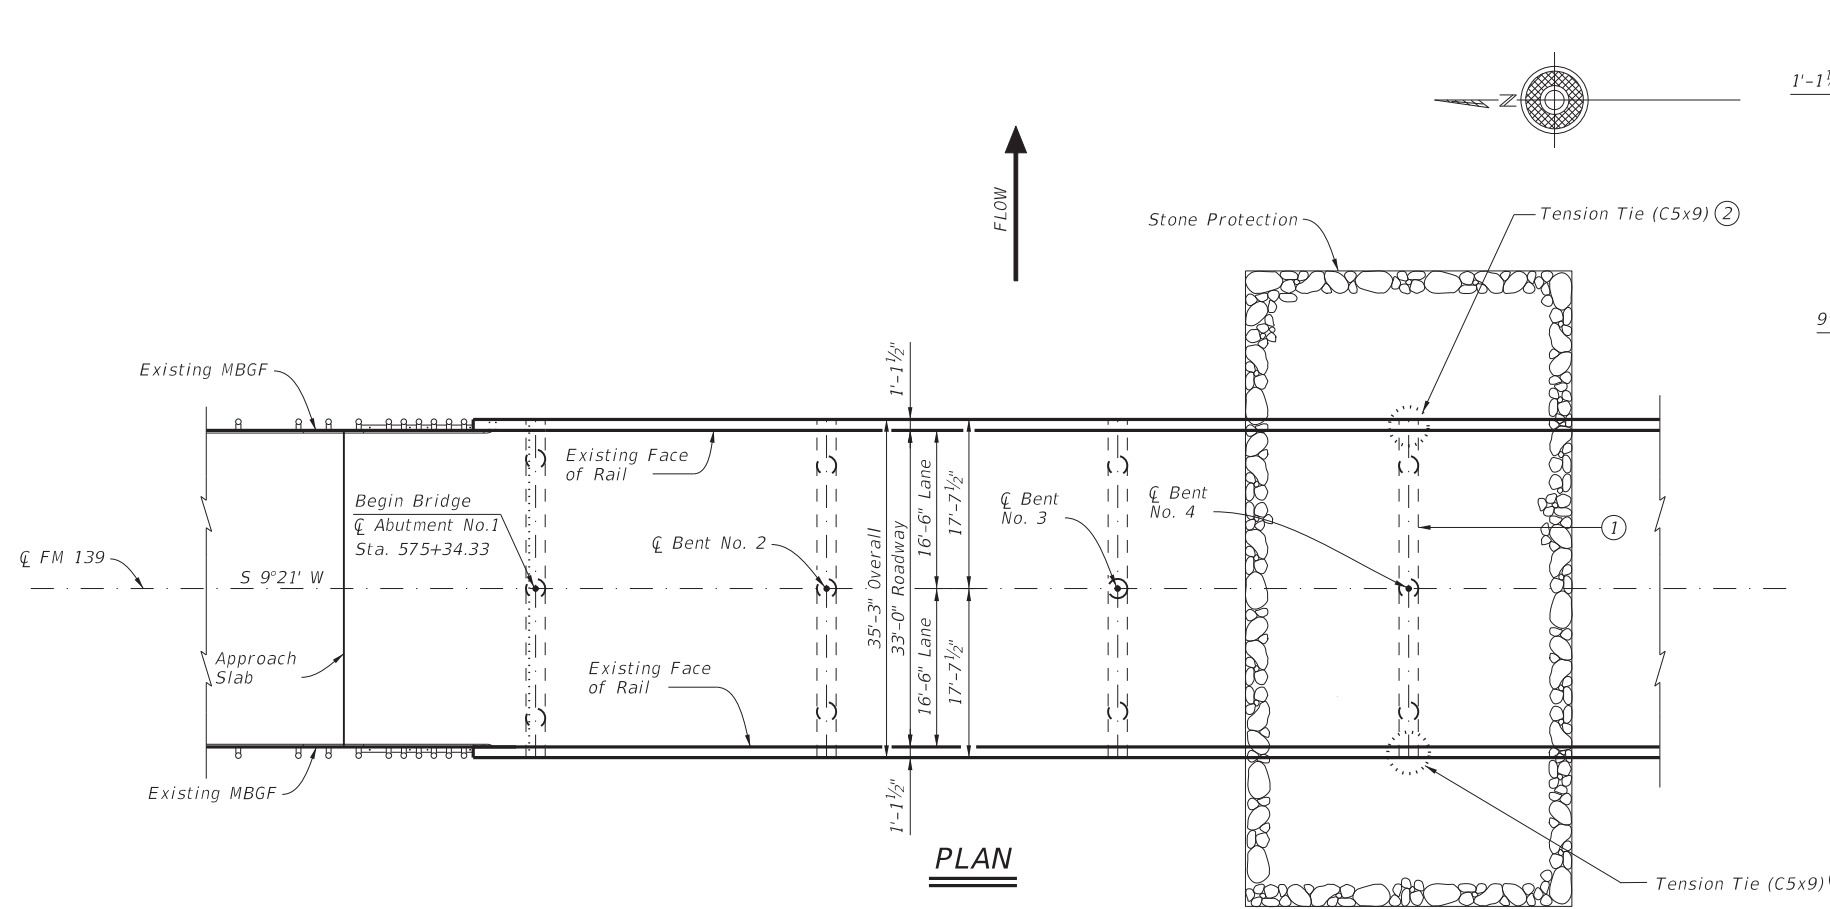 1'-1
N
FLOW
Stone Protection
Tension Tie (C5x9) 2
9
Existing MBGF
1'-1½"
Existing Face
of Rail
Begin Bridge
℄ Abutment No.1
Sta. 575+34.33
℄ Bent No. 2
℄ Bent
No. 3
℄ Bent
No. 4
1
℄ FM 139
S 9°21' W
35'-3" Overall
33'-0" Roadway
16'-6" Lane
17'-7½"
16'-6" Lane
17'-7½"
Approach
Slab
Existing Face
of Rail
Existing MBGF
1'-1½"
PLAN
Tension Tie (C5x9)